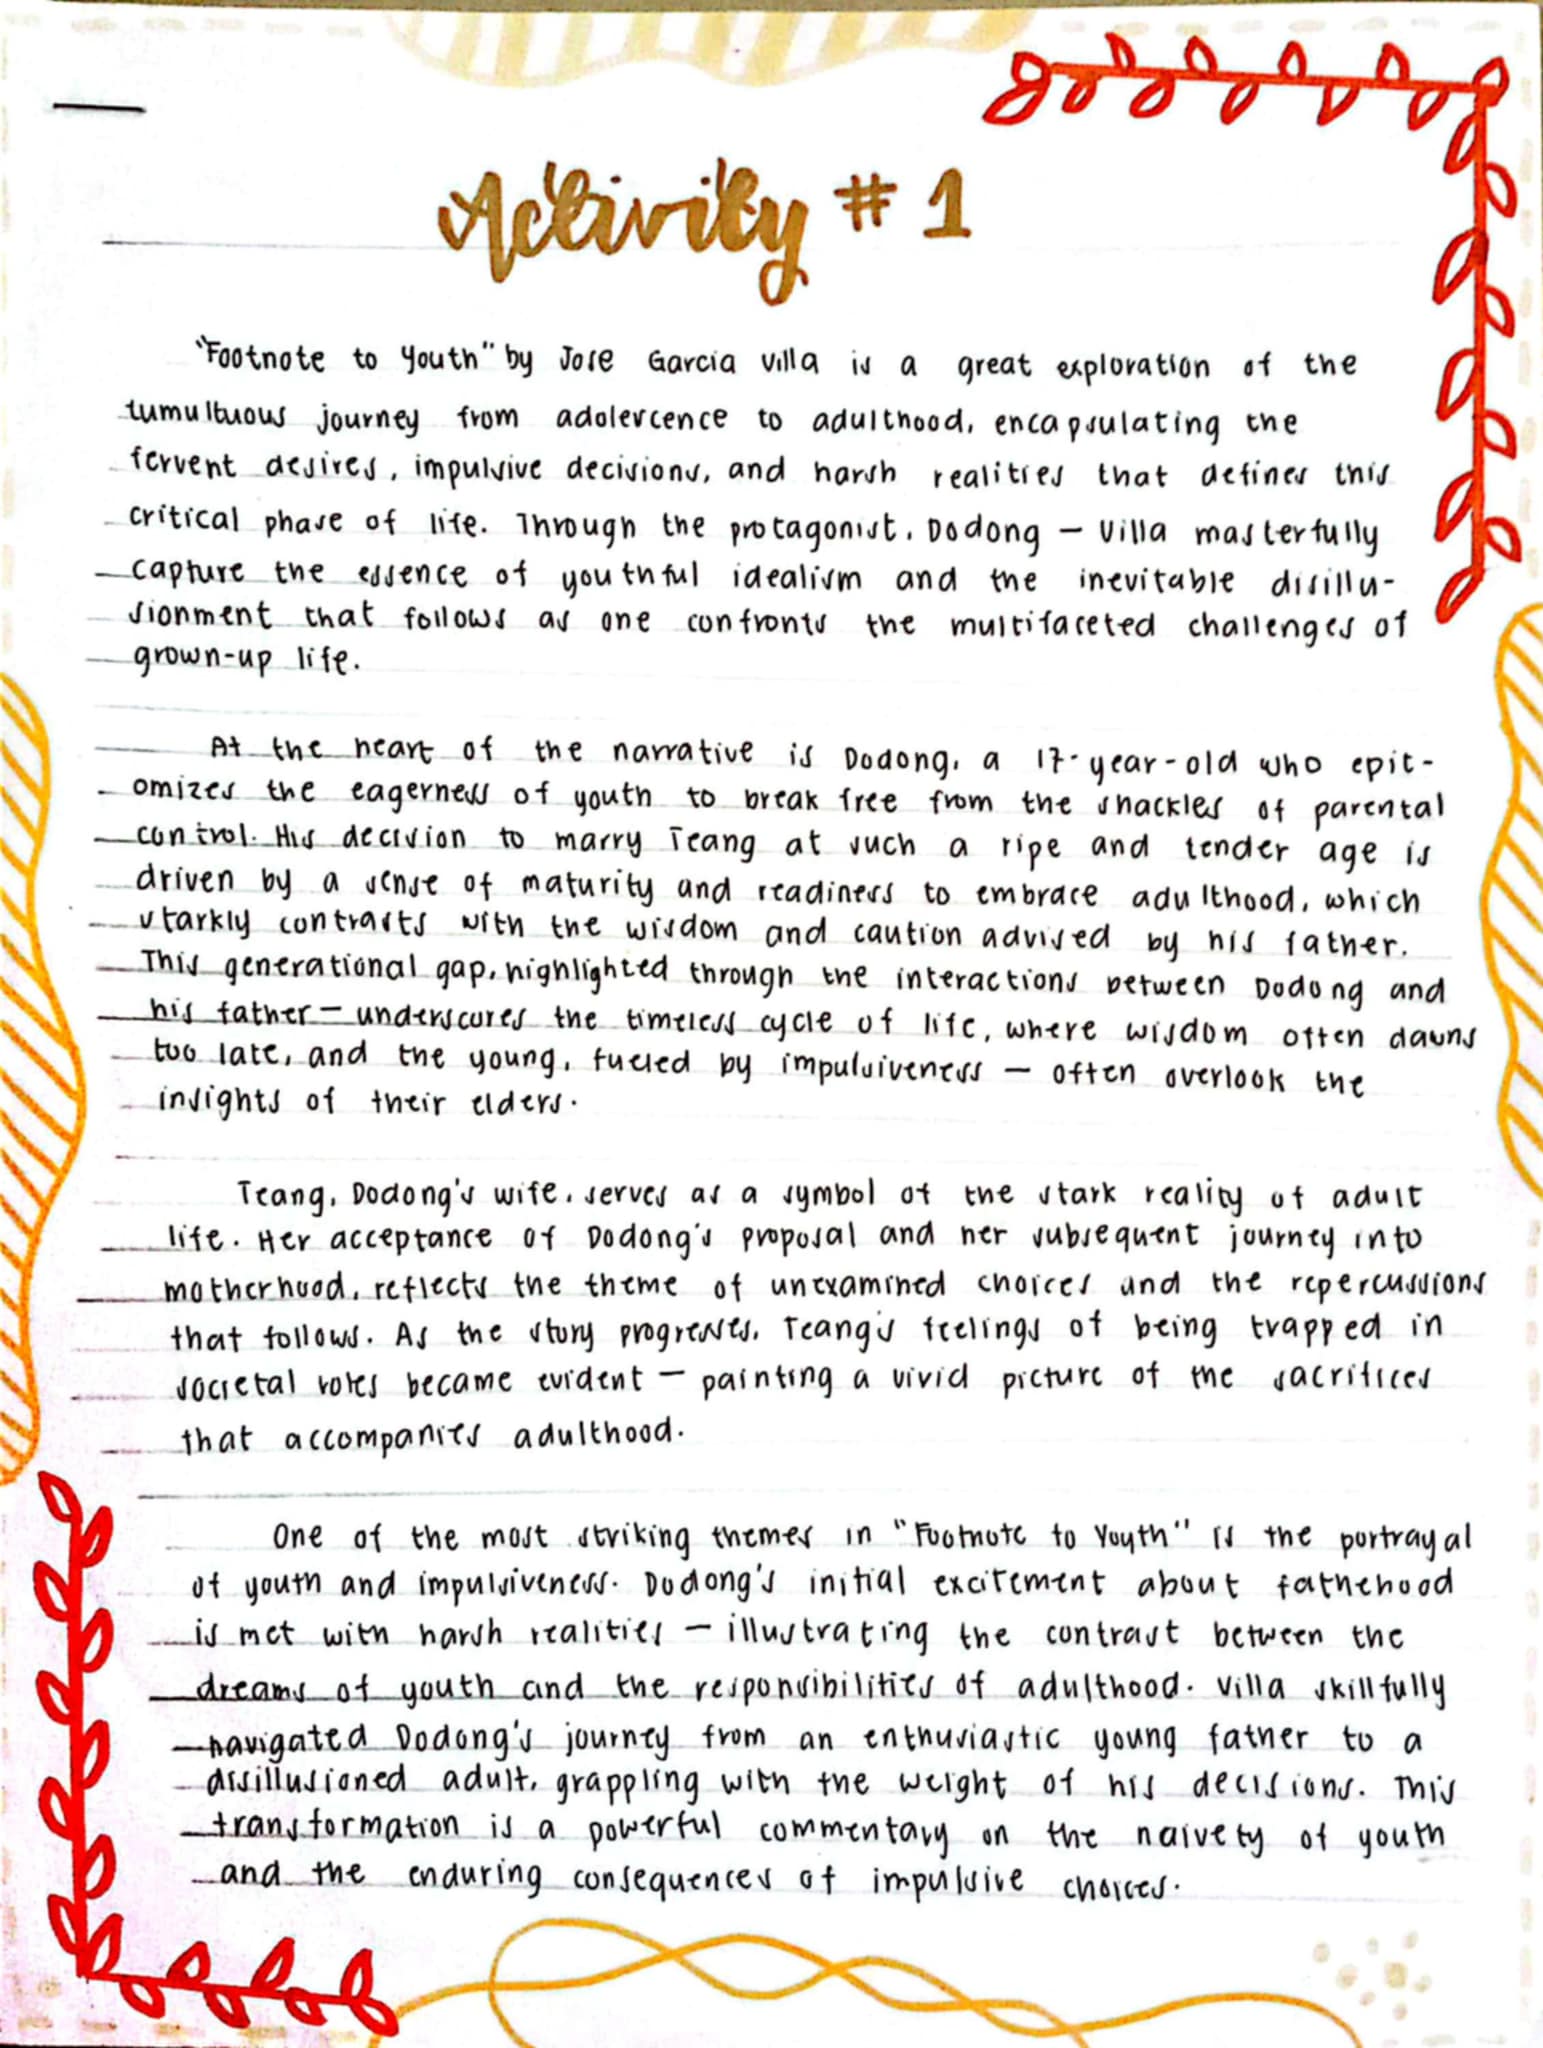 Activity # 1
"Footnote to Youth" by Jose Garcia Villa is a great exploration of the
tumultuous journey from adolescence to adulthood, encapsulating the
fervent desires, impulsive decisions, and harsh realities that defines this
critical phase of life. Through the protagonist, Dodong — Villa masterfully
capture the essence of youthful idealism and the inevitable disillu-
sionment that follows as one confronts the multifaceted challenges of
grown-up life.
At the heart of the narrative is Dodong, a 17-year-old who epit-
omizes the eagerness of youth to break free from the shackles of parental
control. His decision to marry Teang at such a ripe and tender age is
driven by a sense of maturity and readiness to embrace adulthood, which
starkly contrasts with the wisdom and caution advised by his father.
This generational gap, highlighted through the interactions between Dodong and
his father — underscores the timeless cycle of life, where wisdom often dawns
too late, and the young, fueled by impulsiveness — often overlook the
insights of their elders.
Teang, Dodong's wife, serves as a symbol of the stark reality of adult
life. Her acceptance of Dodong's proposal and her subsequent journey into
motherhood, reflects the theme of unexamined choices and the repercussions
that follows. As the story progresses, Teang's feelings of being trapped in
societal roles became evident — painting a vivid picture of the sacrifices
that accompanies adulthood.
One of the most striking themes in "Footnote to Youth" is the portrayal
of youth and impulsiveness. Dodong's initial excitement about fathehood
is met with harsh realities — illustrating the contrast between the
dreams of youth and the responsibilities of adulthood. Villa skillfully
navigated Dodong's journey from an enthusiastic young father to a
disillusioned adult, grappling with the weight of his decisions. This
transformation is a powerful commentary on the naivety of youth
and the enduring consequences of impulsive choices.